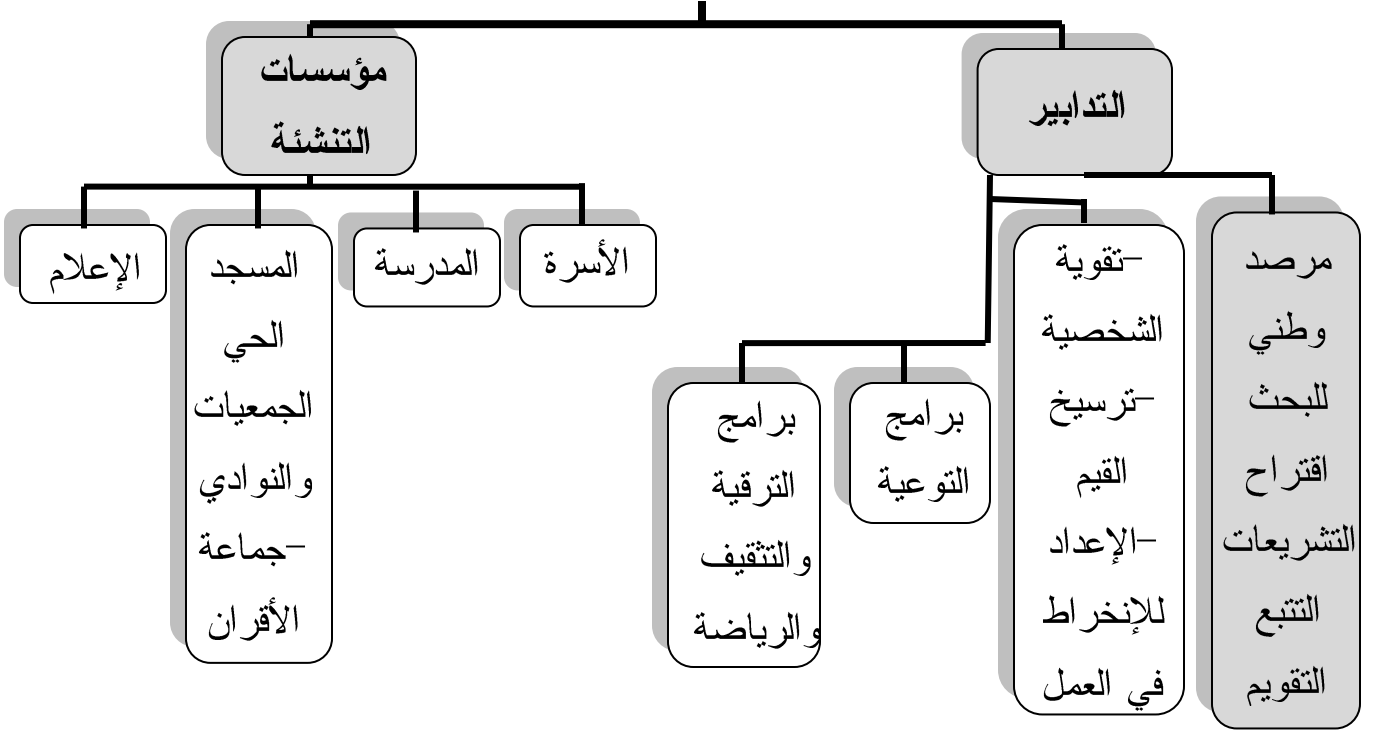 التدابير
مؤسسات
التنشئة
مرصد
وطني
للبحث
اقتراح
التشريعات
التتبع
التقويم
-تقوية
الشخصية
-ترسيخ
القيم
-الإعداد
للإنخراط
في العمل
برامج
التوعية
برامج
الترقية
والتثقيف
والرياضة
الأسرة
المدرسة
المسجد
الحي
الجمعيات
والنوادي
-جماعة
الأقران
الإعلام